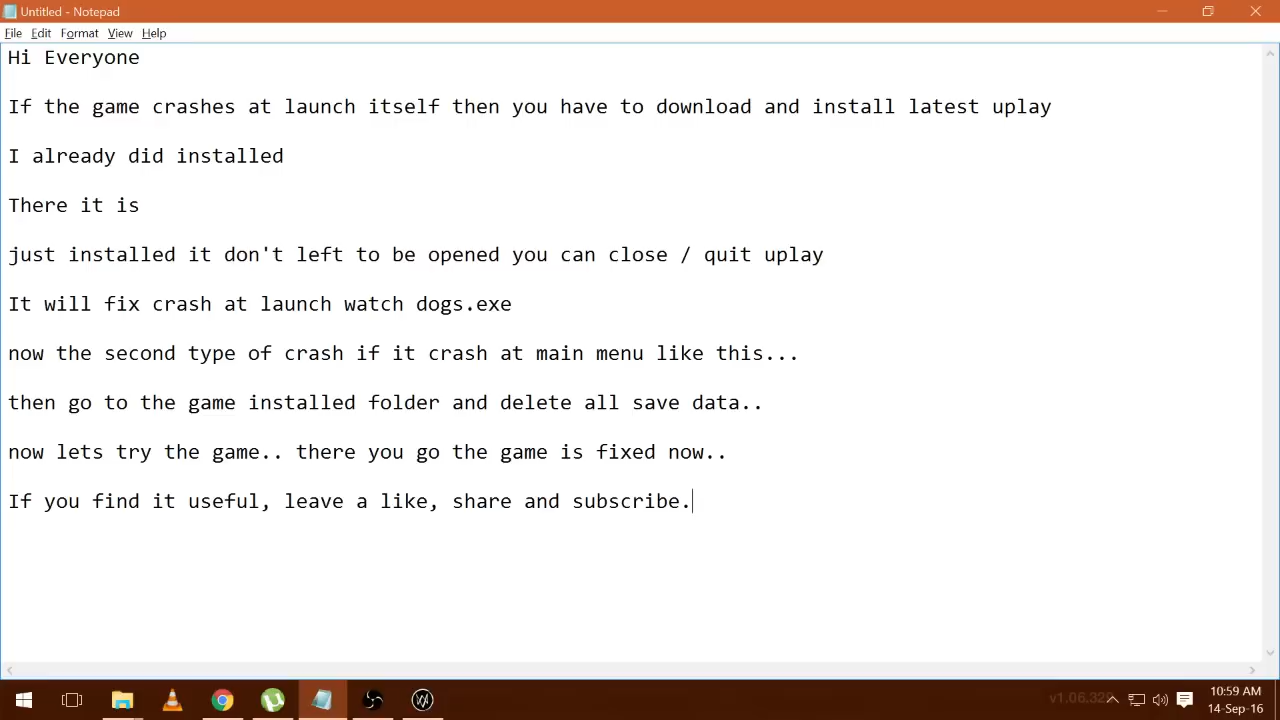 Untitled - Notepad
File Edit Format View Help
Hi Everyone
If the game crashes at launch itself then you have to download and install latest uplay
I already did installed
There it is
just installed it don't left to be opened you can close / quit uplay
It will fix crash at launch watch dogs.exe
now the second type of crash if it crash at main menu like this...
then go to the game installed folder and delete all save data..
now lets try the game.. there you go the game is fixed now..
If you find it useful, leave a like, share and subscribe.
10:59 AM
14-Sep-16